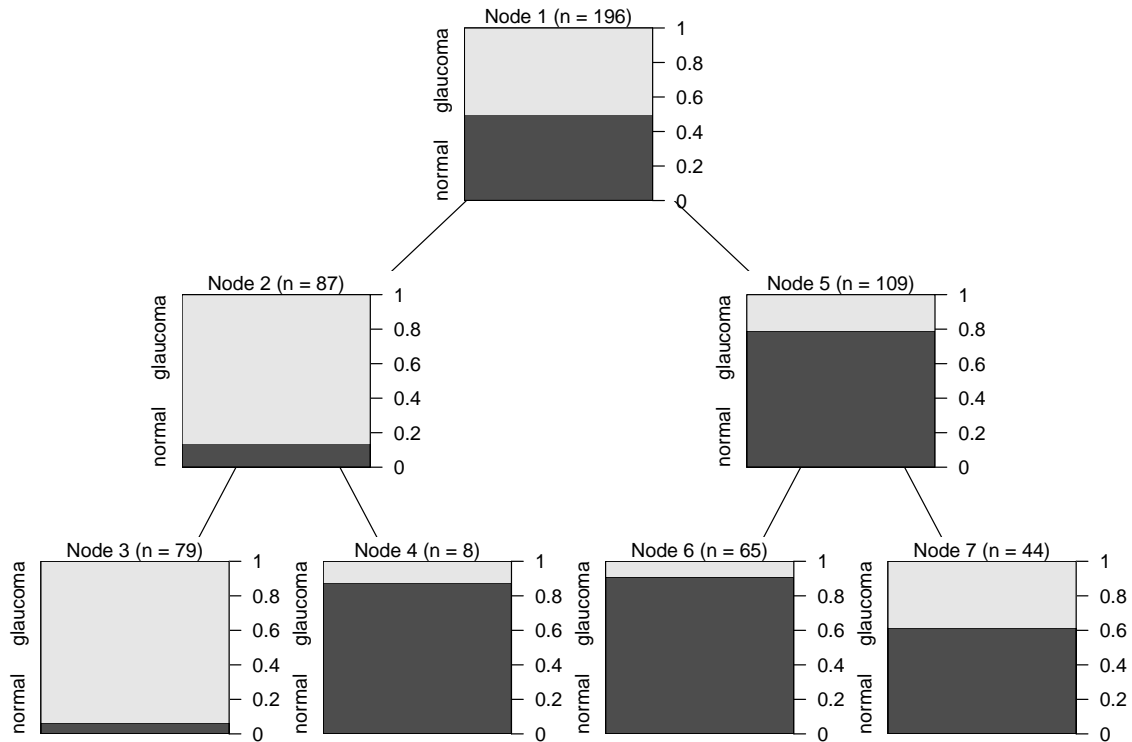 Node 1 (n = 196)
glaucoma
normal
1
0.8
0.6
0.4
0.2
0
Node 2 (n = 87)
glaucoma
normal
1
0.8
0.6
0.4
0.2
0
Node 5 (n = 109)
glaucoma
normal
1
0.8
0.6
0.4
0.2
0
Node 3 (n = 79)
glaucoma
normal
1
0.8
0.6
0.4
0.2
0
Node 4 (n = 8)
glaucoma
normal
1
0.8
0.6
0.4
0.2
0
Node 6 (n = 65)
glaucoma
normal
1
0.8
0.6
0.4
0.2
0
Node 7 (n = 44)
glaucoma
normal
1
0.8
0.6
0.4
0.2
0